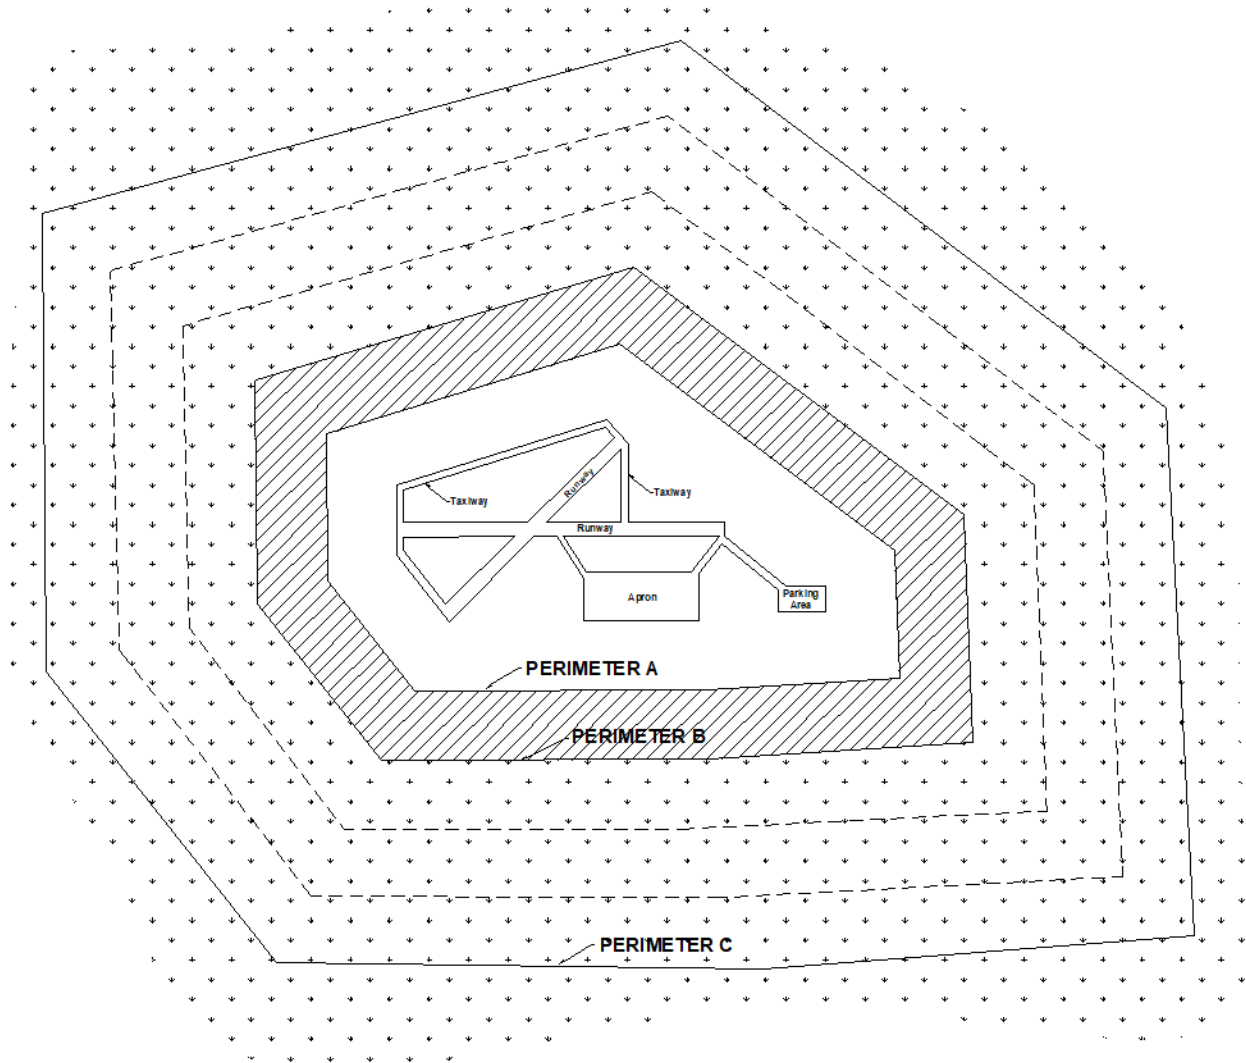 Runway
Taxiway
Taxiway
Runway
Apron
Parking
Area
PERIMETER A
PERIMETER B
PERIMETER C